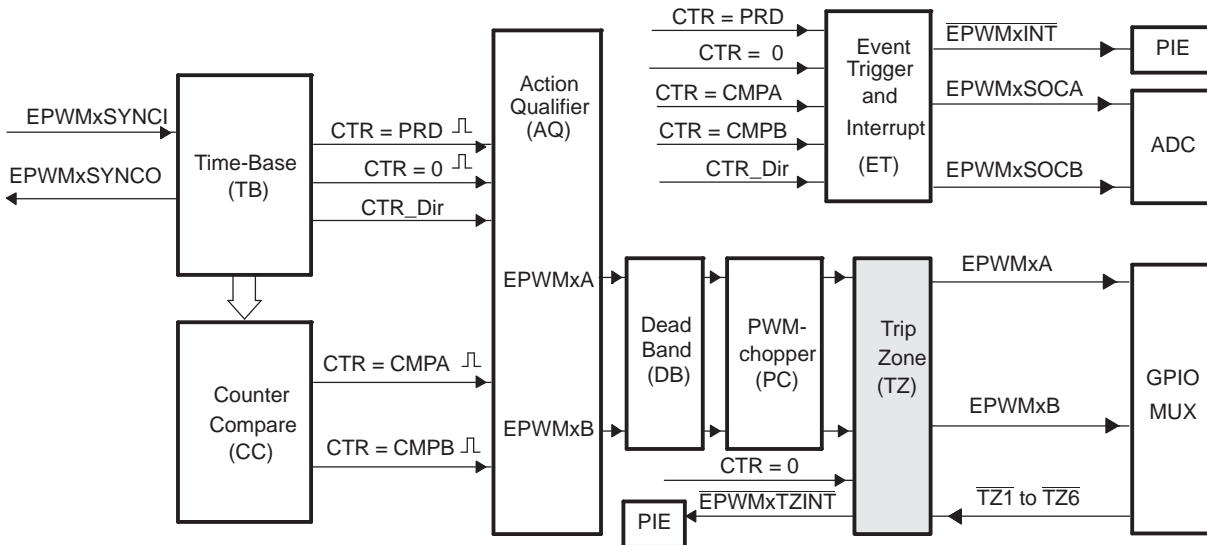 EPWMxSYNCI
EPWMxSYNCO
Time-Base
(TB)
CTR = PRD
CTR = 0
CTR_Dir
Counter
Compare
(CC)
CTR = CMPA
CTR = CMPB
Action
Qualifier
(AQ)
EPWMxA
EPWMxB
CTR = PRD
CTR = 0
CTR = CMPA
CTR = CMPB
CTR_Dir
Event
Trigger
and
Interrupt
(ET)
EPWMxINT
EPWMxSOCA
EPWMxSOCB
PIE
ADC
Dead
Band
(DB)
PWM-
chopper
(PC)
Trip
Zone
(TZ)
CTR = 0
EPWMxTZINT
PIE
EPWMxA
EPWMxB
TZ1 to TZ6
GPIO
MUX